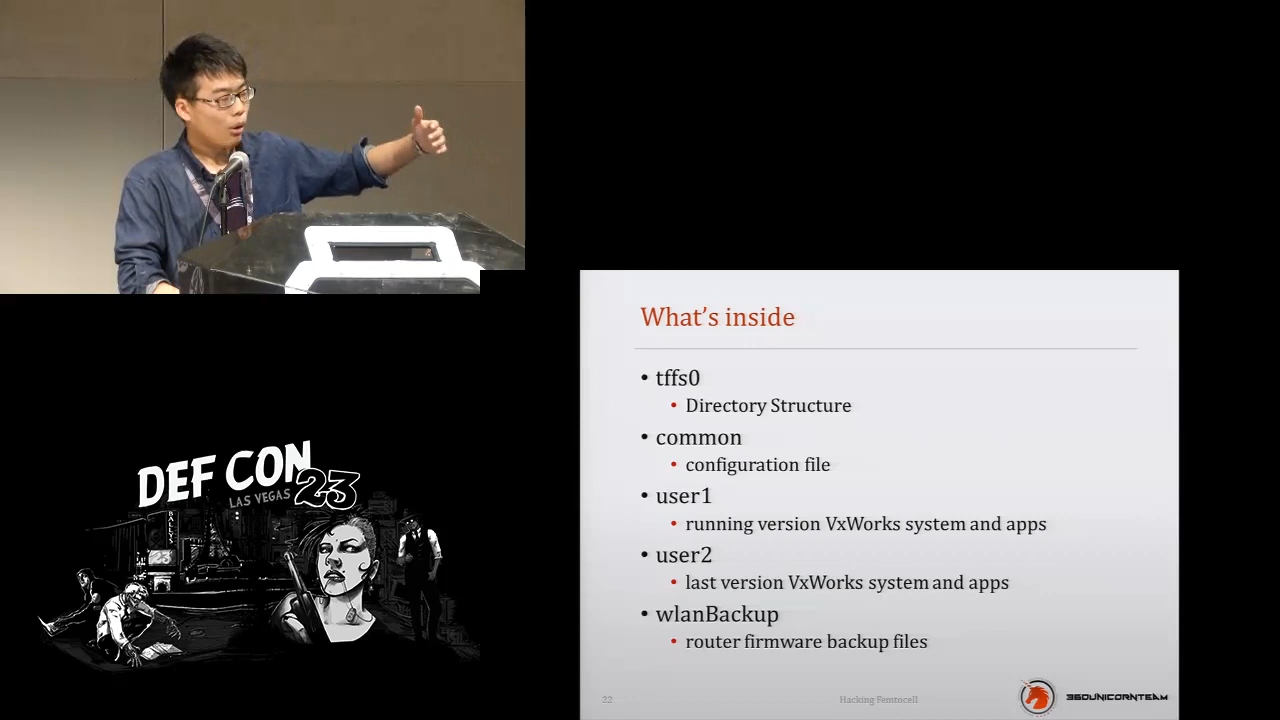 What's inside
• tffs0
• Directory Structure
• common
• configuration file
• user1
• running version VxWorks system and apps
• user2
• last version VxWorks system and apps
• wlanBackup
• router firmware backup files
22
Hacking Femtocell
360UNICORNTEAM
DEF CON
LAS VEGAS 23
BALLYS